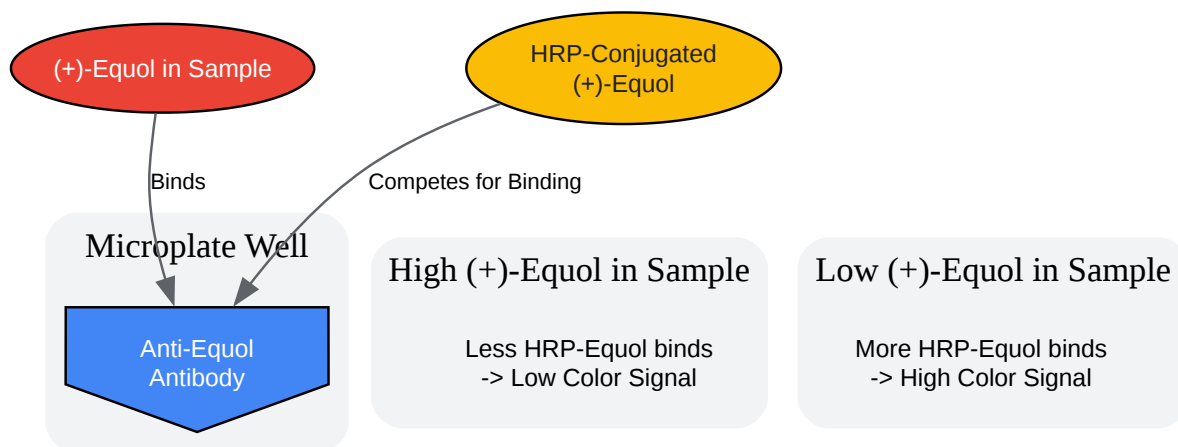 (+)-Equol in Sample
HRP-Conjugated
(+)-Equol
Binds
Competes for Binding
Microplate Well
Anti-Equol
Antibody
High (+)-Equol in Sample
Less HRP-Equol binds
-> Low Color Signal
Low (+)-Equol in Sample
More HRP-Equol binds
-> High Color Signal